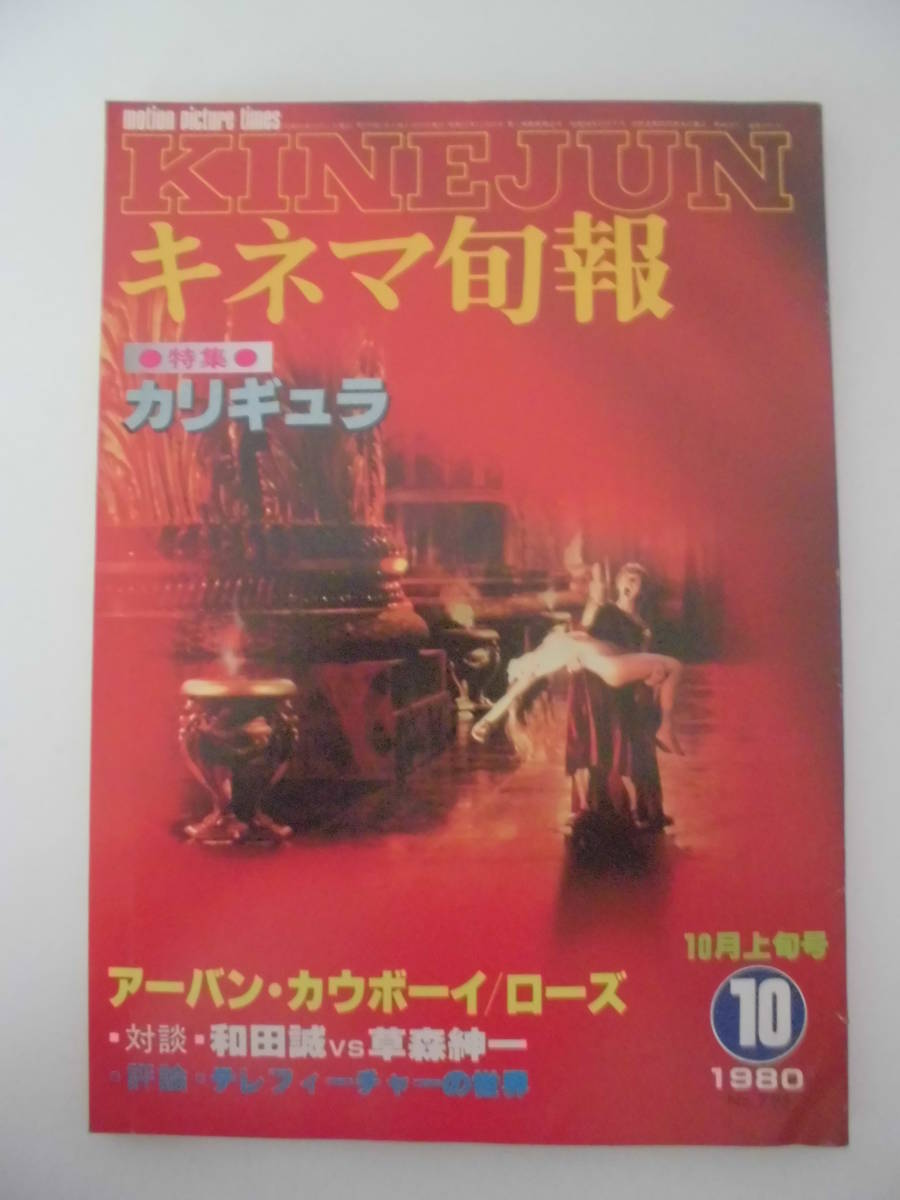 motion picture times
KINEJUN
キネマ旬報
●特集●
カリギュラ
10月上旬号
10
1980
アーバン・カウボーイ/ローズ
・対談・和田誠vs草森紳一
・評論・テレフィーチャーの世界